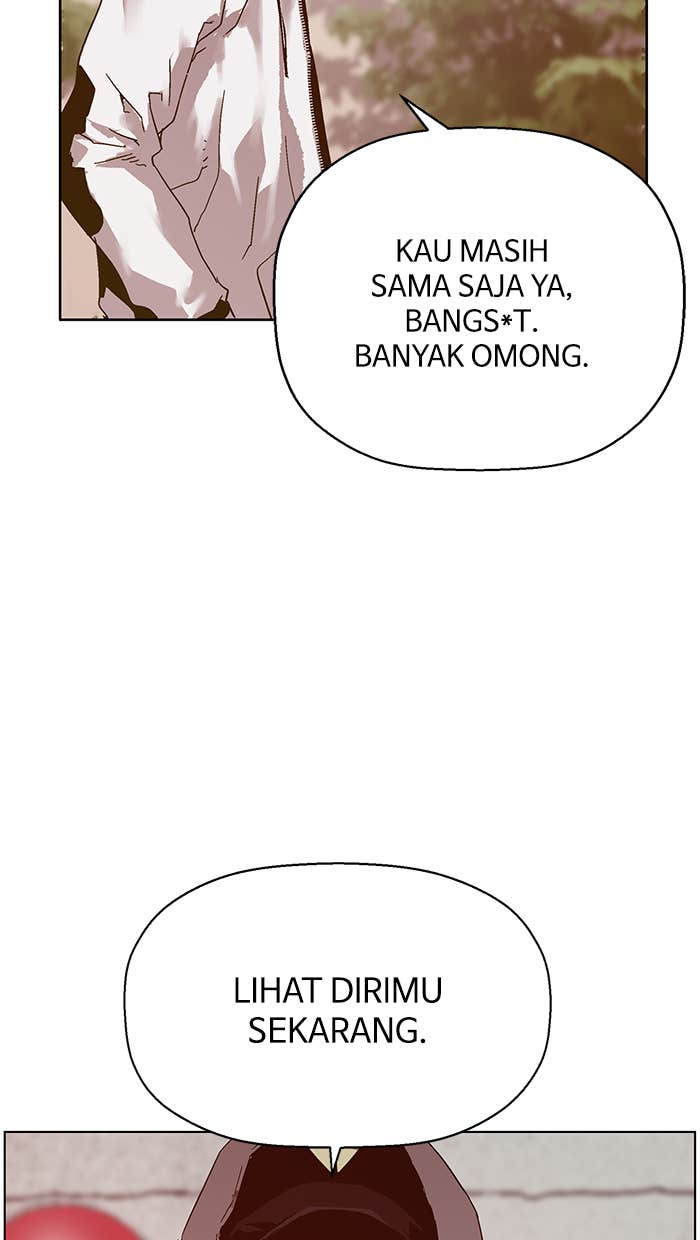 KAU MASIH
SAMA SAJA YA,
BANGS*T.
BANYAK OMONG.
LIHAT DIRIMU
SEKARANG.